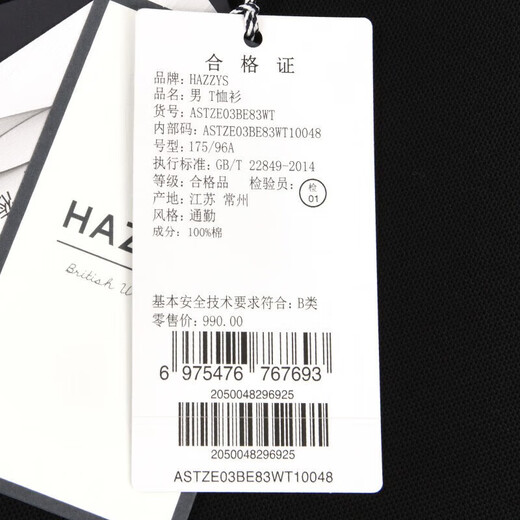 合格证
品牌: HAZZYS
品名: 男 T恤衫
货号: ASTZE03BE83WT
内部码: ASTZE03BE83WT10048
号型: 175/96A
执行标准: GB/T 22849-2014
等级: 合格品 检验员: 检 01
产地: 江苏 常州
风格: 通勤
成分: 100%棉
基本安全技术要求符合: B类
零售价: 990.00
6 975476 767693
2050048296925
2050048296925
ASTZE03BE83WT10048
HAZ
British